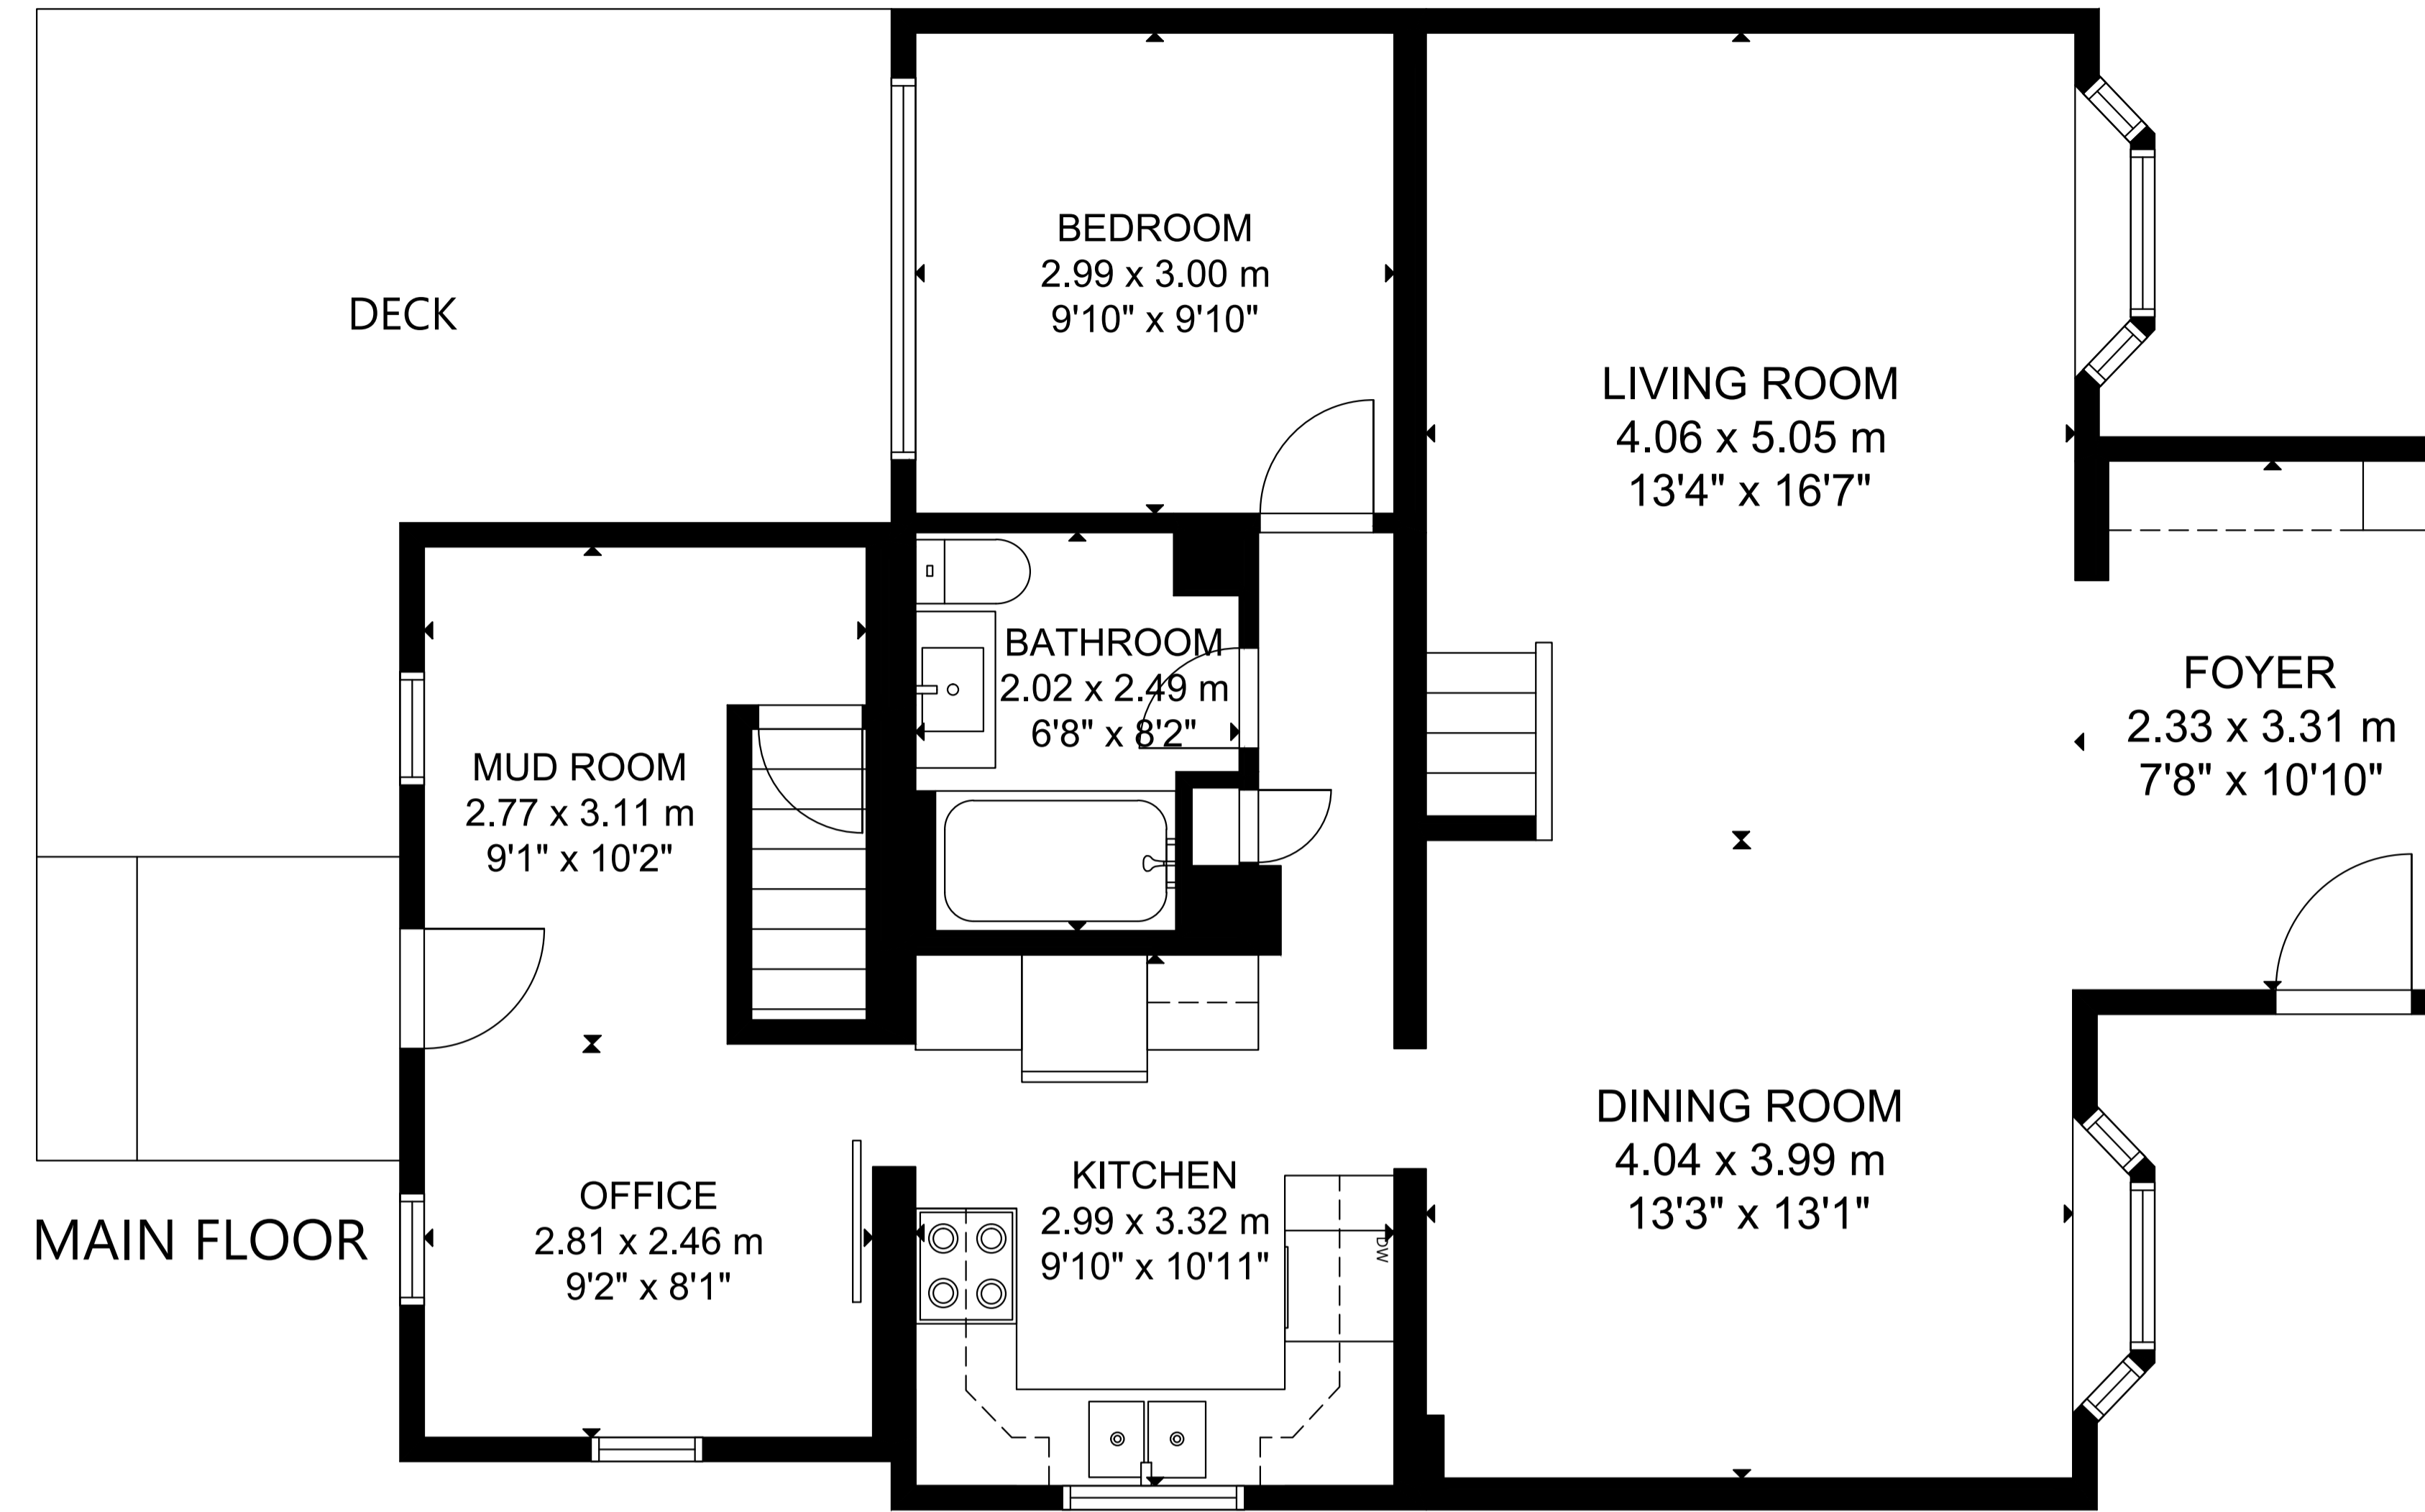 DECK
BEDROOM
2.99 x 3.00 m
9'10" x 9'10"
LIVING ROOM
4.06 x 5.05 m
13'4" x 16'7"
BATHROOM
2.02 x 2.49 m
6'8" x 8'2"
FOYER
2.33 x 3.31 m
7'8" x 10'10"
MUD ROOM
2.77 x 3.11 m
9'1" x 10'2"
DINING ROOM
4.04 x 3.99 m
13'3" x 13'1"
OFFICE
2.81 x 2.46 m
9'2" x 8'1"
KITCHEN
2.99 x 3.32 m
9'10" x 10'11"
DW
MAIN FLOOR